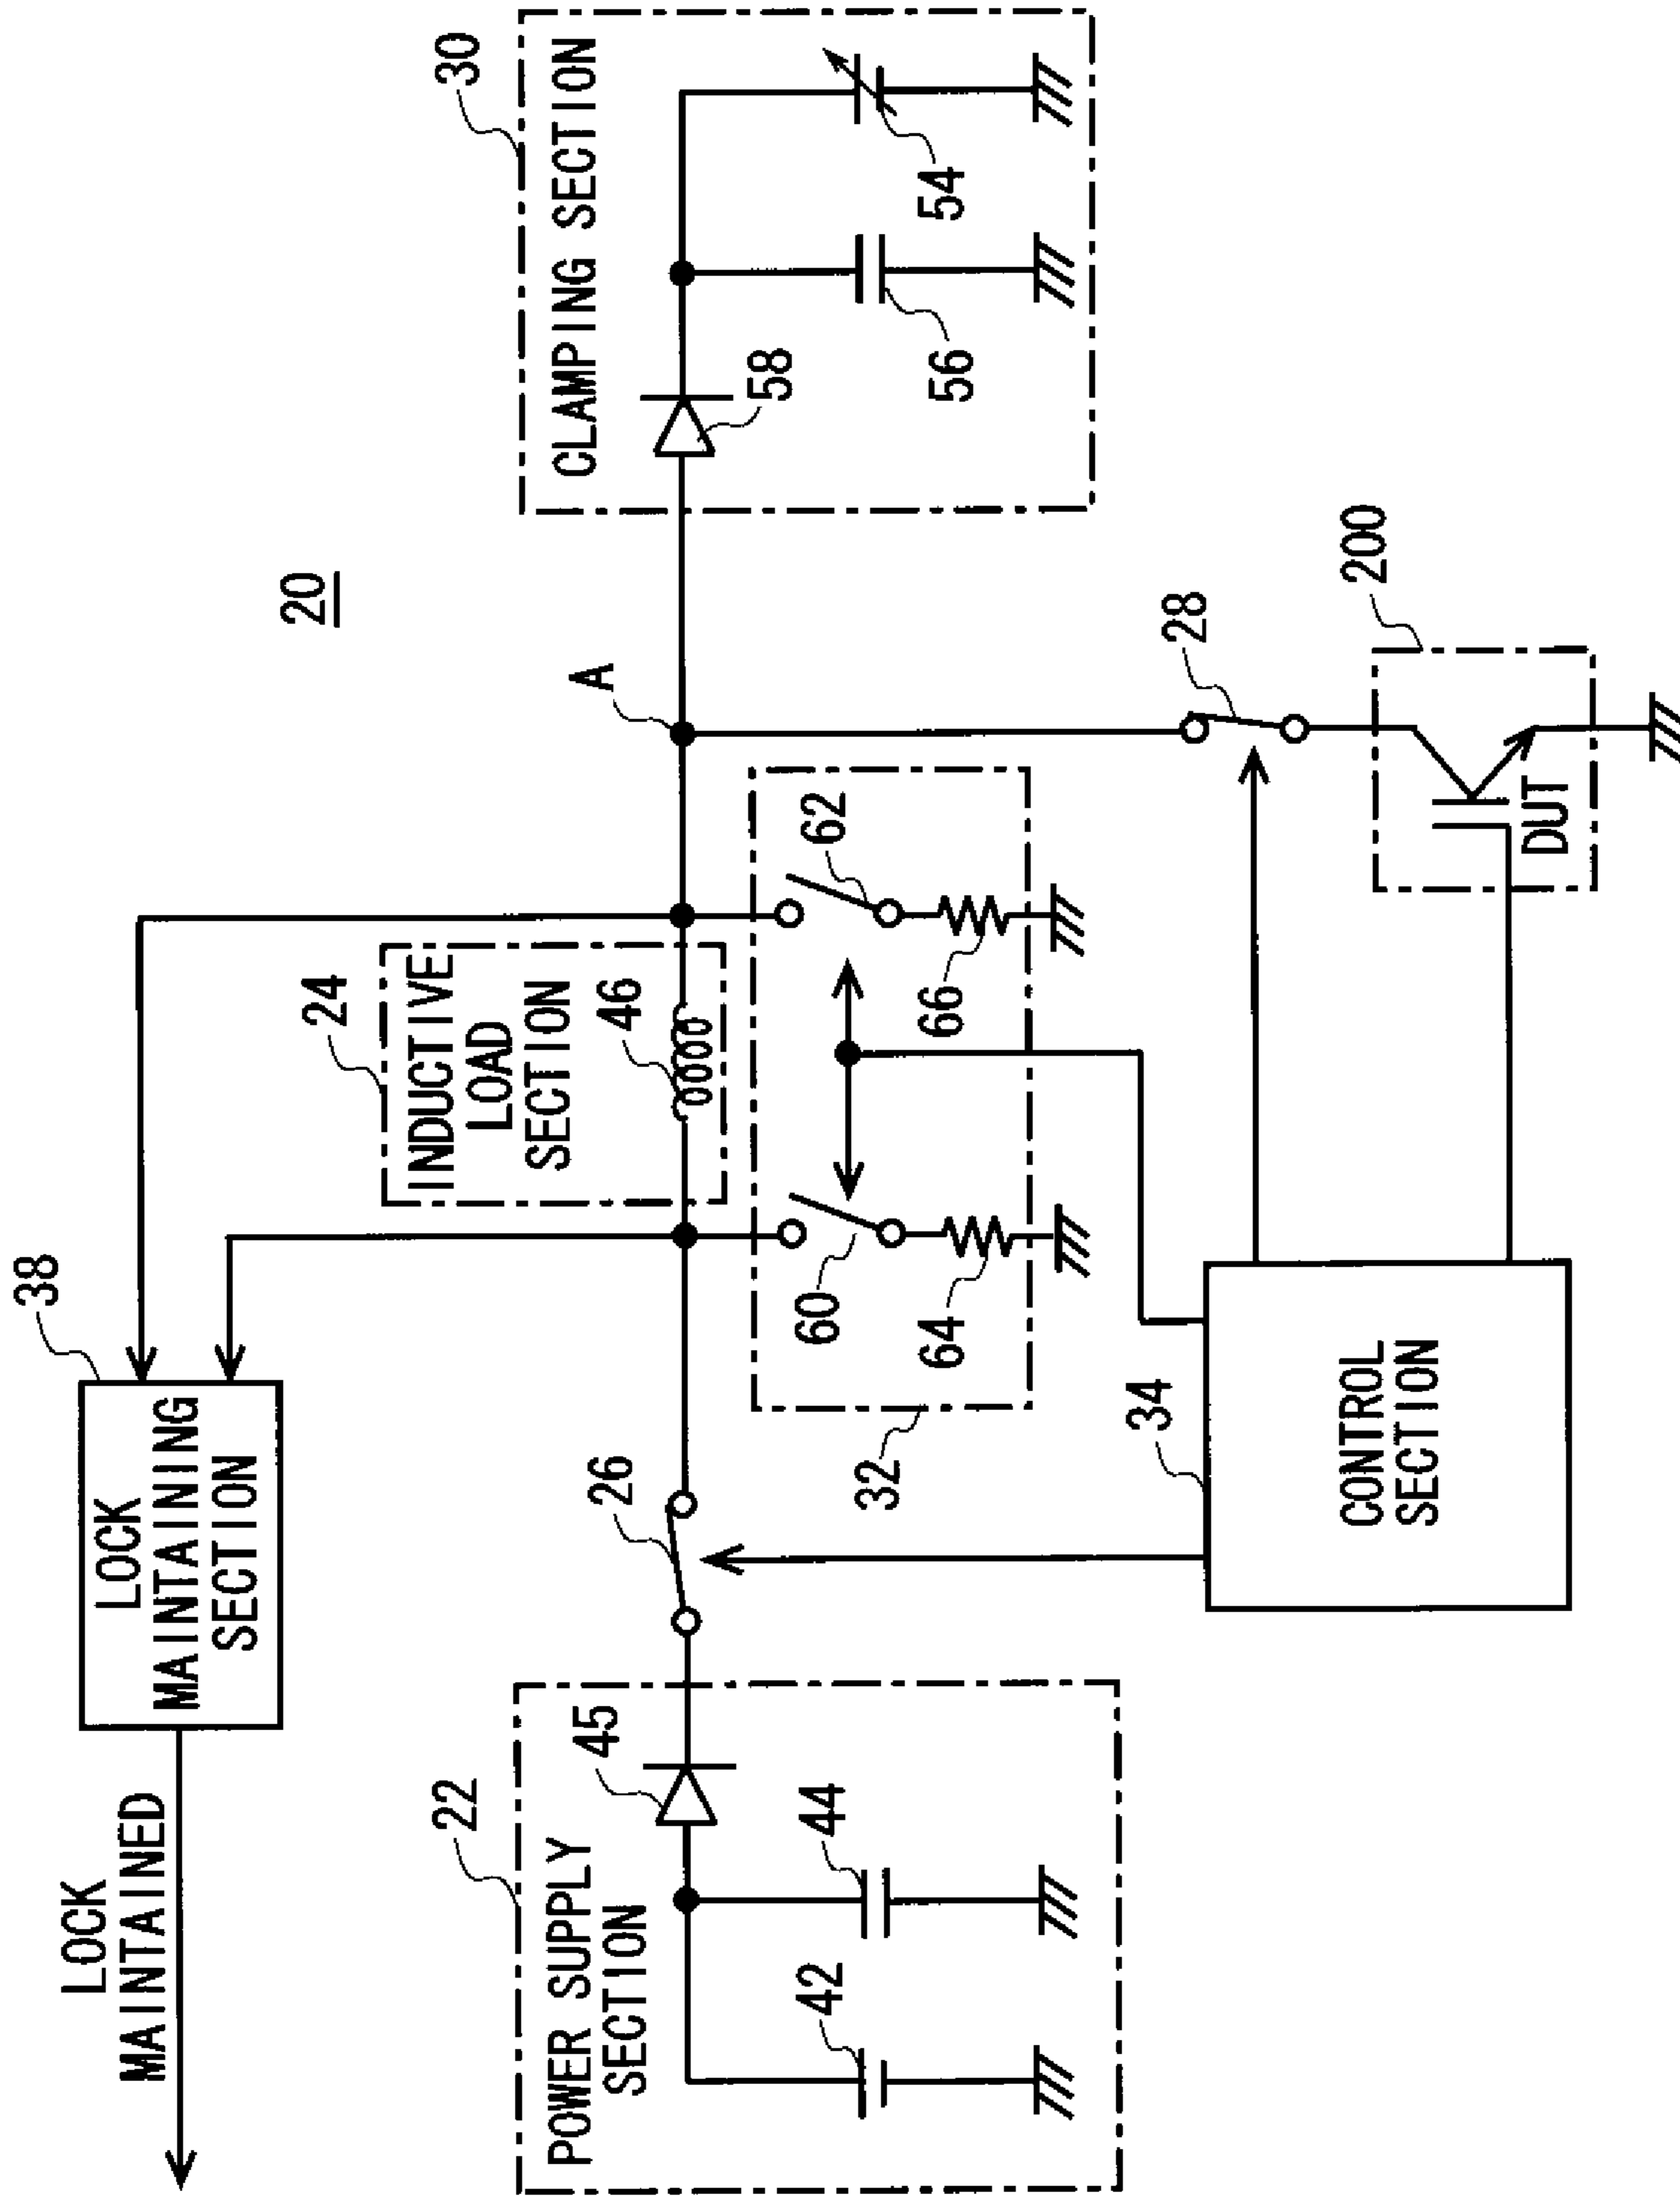 20
LOCK
MAINTAINED
LOCK
MAINTAINING
SECTION
38
22
POWER SUPPLY
SECTION
45
42
44
26
24
INDUCTIVE
LOAD
SECTION
46
A
30
CLAMPING SECTION
58
56
54
60
62
64
66
32
34
CONTROL
SECTION
28
200
DUT